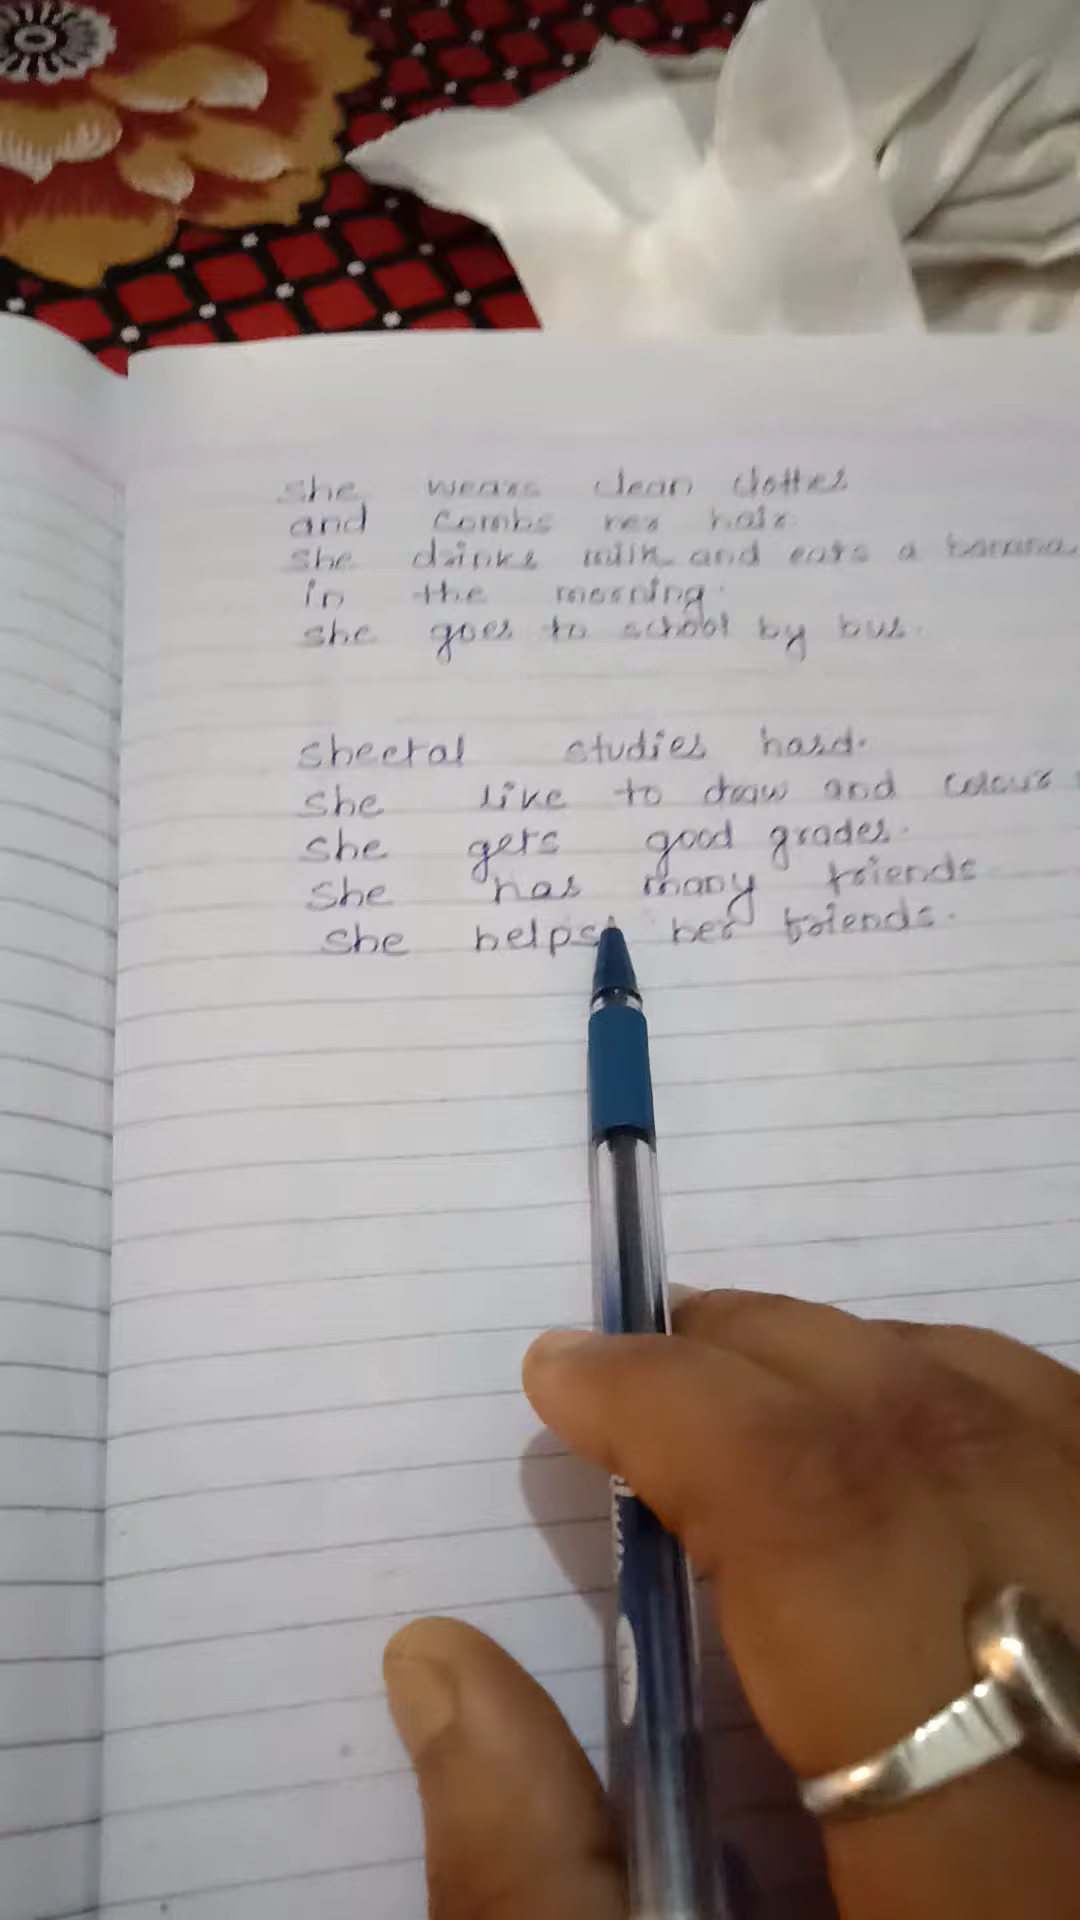 she wears clean clothes
and combs her hair.
she drinks milk and eats a banana
in the morning.
she goes to school by bus.
sheetal studies hard.
she like to draw and colour
she gets good grades.
she has many friends
she helps her friends.